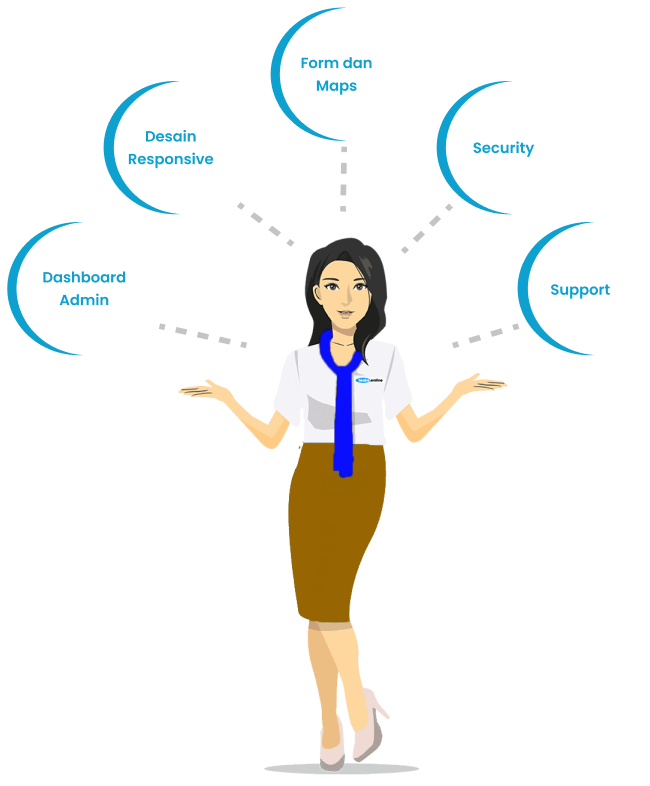 Form dan
Maps
Desain
Responsive
Security
Dashboard
Admin
Support